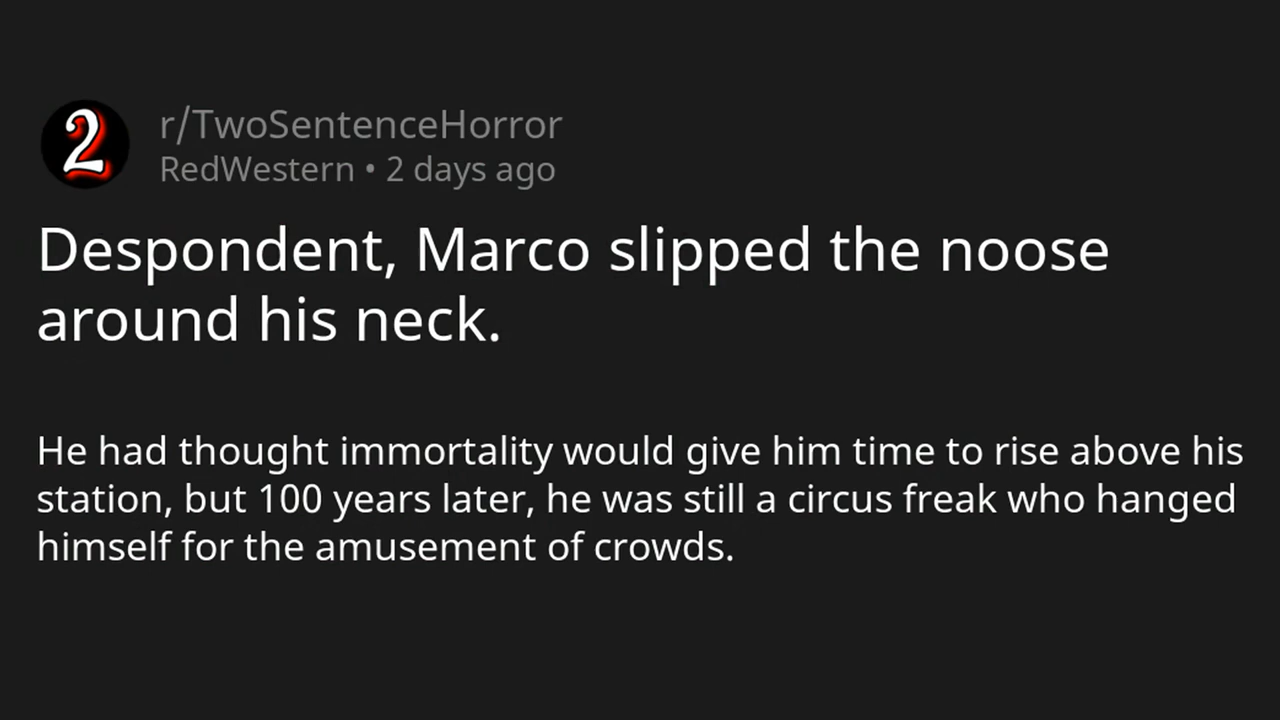 2
r/TwoSentenceHorror
RedWestern • 2 days ago
Despondent, Marco slipped the noose
around his neck.
He had thought immortality would give him time to rise above his
station, but 100 years later, he was still a circus freak who hanged
himself for the amusement of crowds.